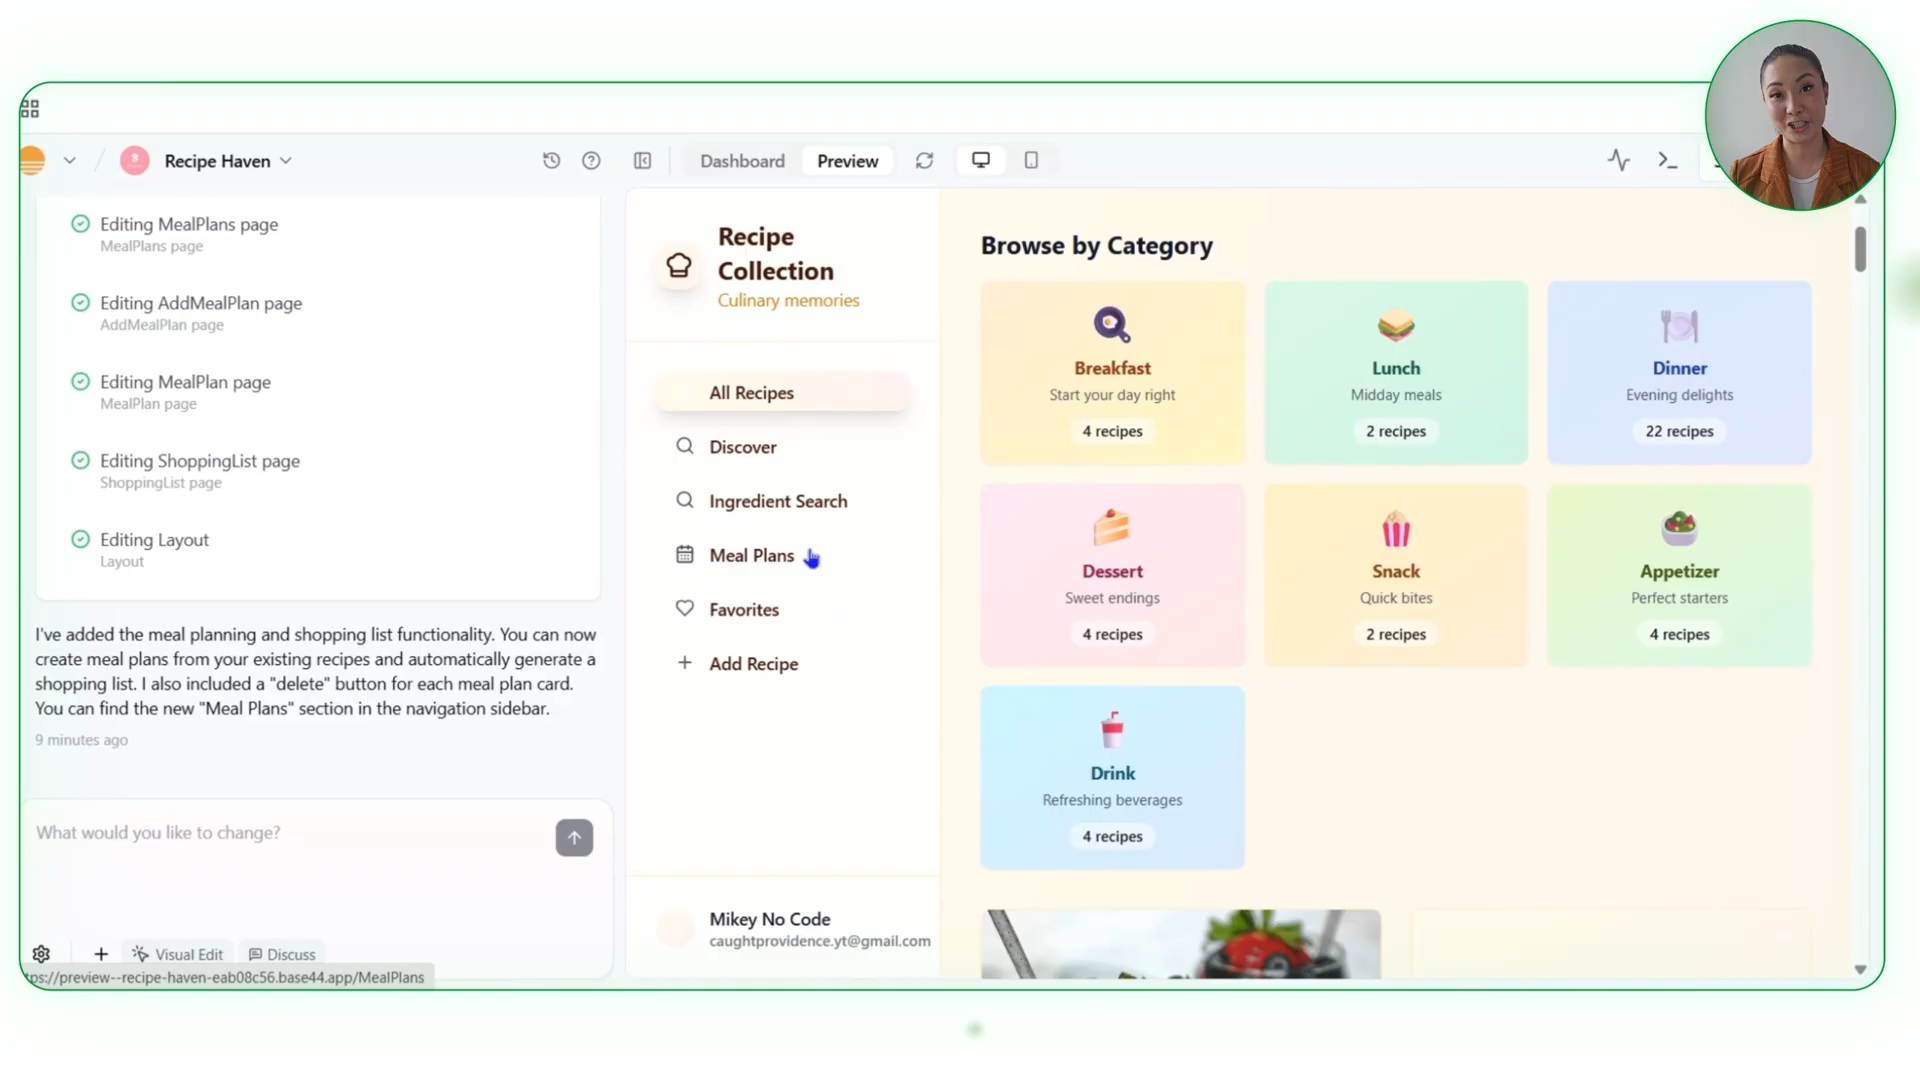 Recipe Haven
Dashboard
Preview
Editing MealPlans page
MealPlans page
Editing AddMealPlan page
AddMealPlan page
Editing MealPlan page
MealPlan page
Editing ShoppingList page
ShoppingList page
Editing Layout
Layout
I've added the meal planning and shopping list functionality. You can now
create meal plans from your existing recipes and automatically generate a
shopping list. I also included a "delete" button for each meal plan card.
You can find the new "Meal Plans" section in the navigation sidebar.
9 minutes ago
What would you like to change?
Visual Edit
Discuss
tps://preview--recipe-haven-eab08c56.base44.app/MealPlans
Recipe
Collection
Culinary memories
All Recipes
Discover
Ingredient Search
Meal Plans
Favorites
Add Recipe
Mikey No Code
caughtprovidence.yt@gmail.com
Browse by Category
Breakfast
Start your day right
4 recipes
Lunch
Midday meals
2 recipes
Dinner
Evening delights
22 recipes
Dessert
Sweet endings
4 recipes
Snack
Quick bites
2 recipes
Appetizer
Perfect starters
4 recipes
Drink
Refreshing beverages
4 recipes